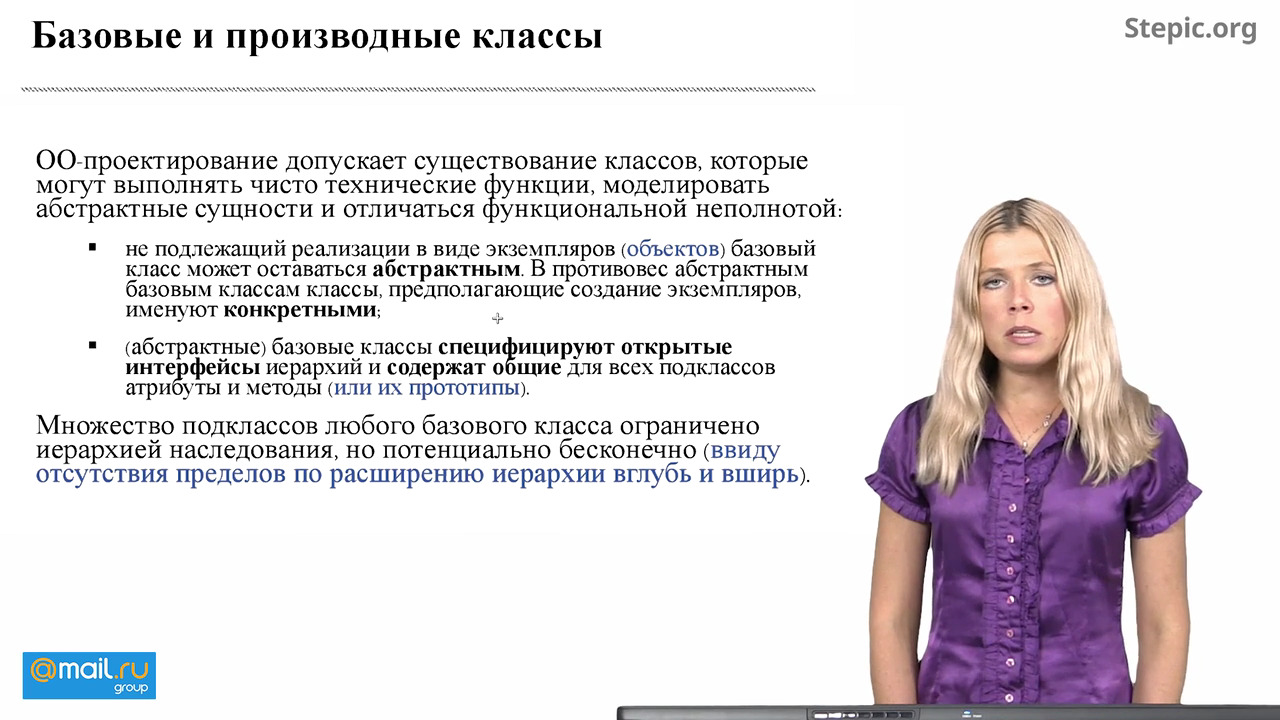 Базовые и производные классы
Stepic.org
ОО-проектирование допускает существование классов, которые
могут выполнять чисто технические функции, моделировать
абстрактные сущности и отличаться функциональной неполнотой:
▪ не подлежащий реализации в виде экземпляров (объектов) базовый
класс может оставаться абстрактным. В противовес абстрактным
базовым классам классы, предполагающие создание экземпляров,
именуют конкретными;
▪ (абстрактные) базовые классы специфицируют открытые
интерфейсы иерархий и содержат общие для всех подклассов
атрибуты и методы (или их прототипы).
Множество подклассов любого базового класса ограничено
иерархией наследования, но потенциально бесконечно (ввиду
отсутствия пределов по расширению иерархии вглубь и вширь).
@mail.ru
group